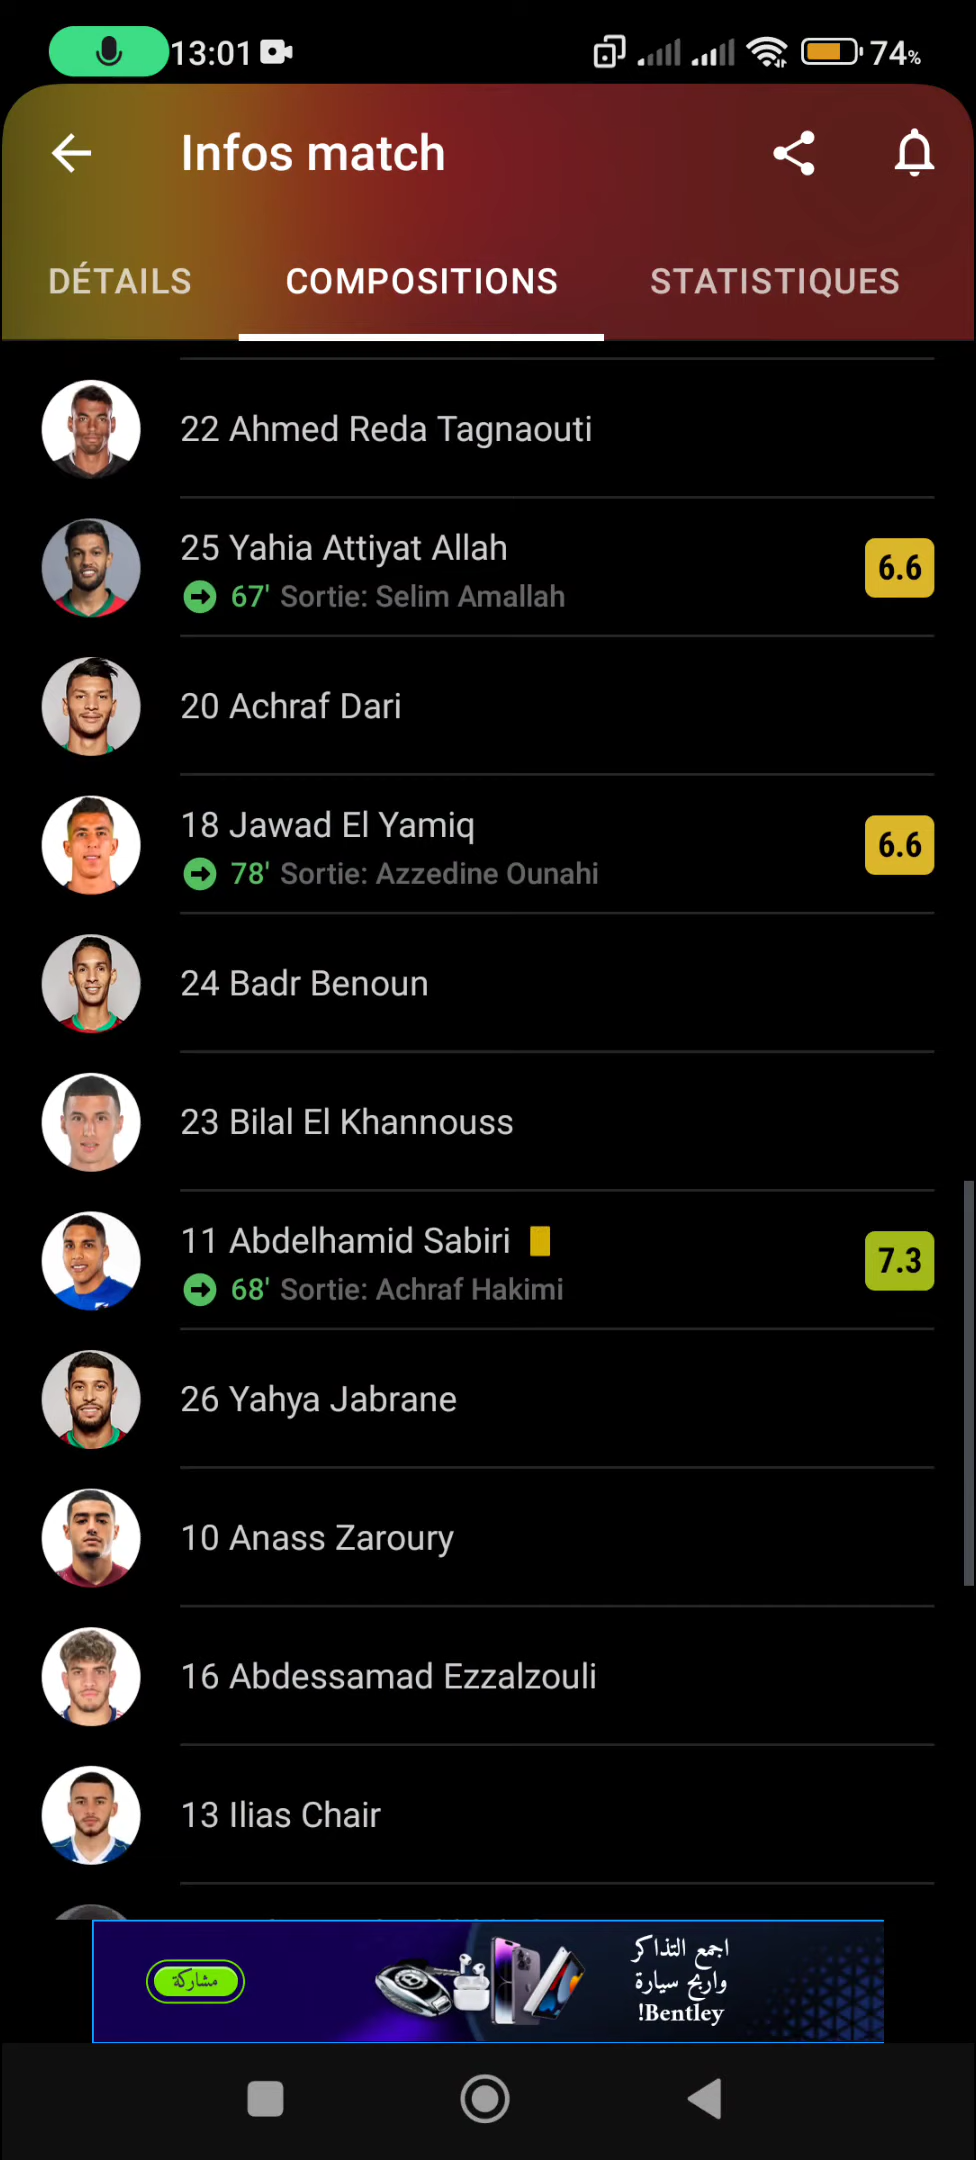 13:01
74%
Infos match
DÉTAILS
COMPOSITIONS
STATISTIQUES
22 Ahmed Reda Tagnaouti
25 Yahia Attiyat Allah
67' Sortie: Selim Amallah
6.6
20 Achraf Dari
18 Jawad El Yamiq
78' Sortie: Azzedine Ounahi
6.6
24 Badr Benoun
23 Bilal El Khannouss
11 Abdelhamid Sabiri
68' Sortie: Achraf Hakimi
7.3
26 Yahya Jabrane
10 Anass Zaroury
16 Abdessamad Ezzalzouli
13 Ilias Chair
مشاركة
اجمع التذاكر
واربح سيارة
Bentley!